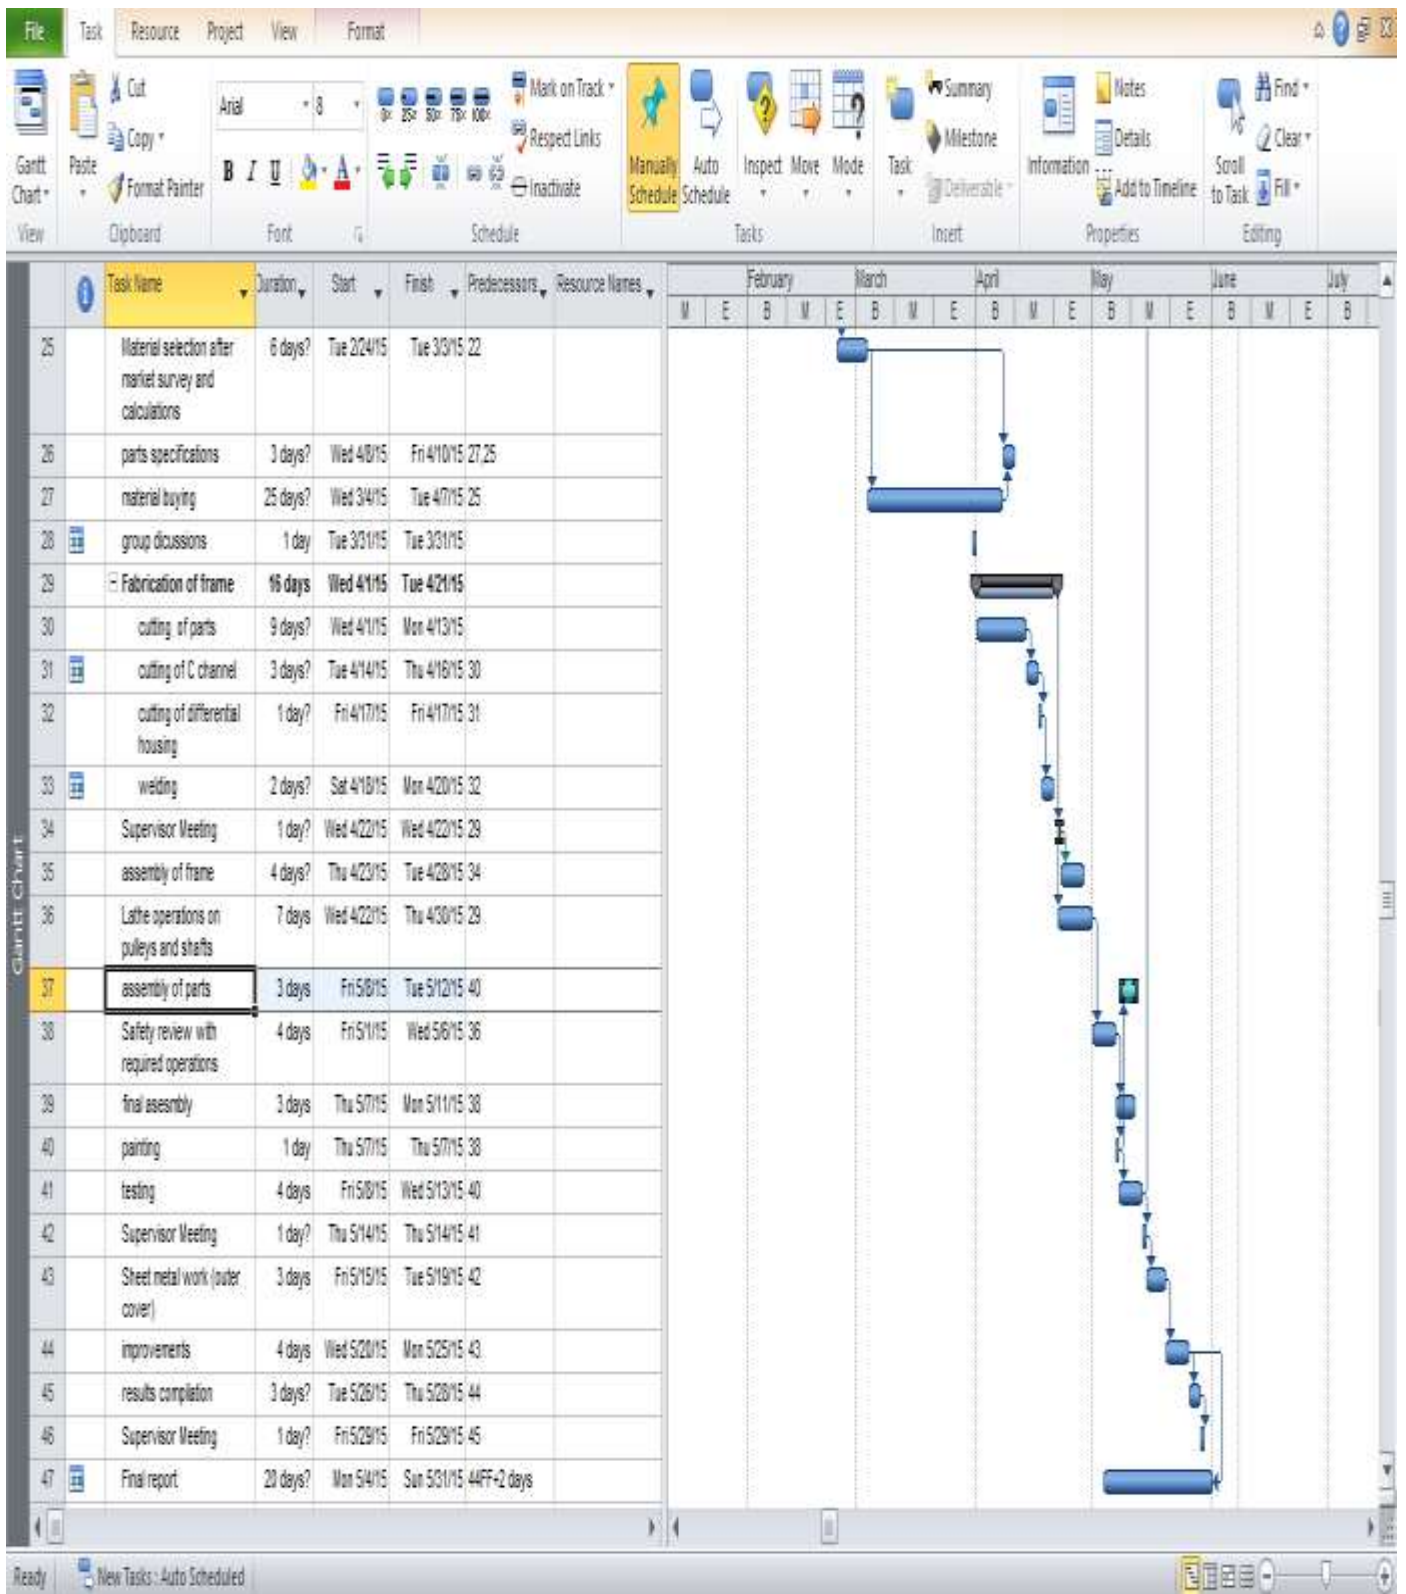 File Task Resource Project View Format
Cut
Copy
Format Painter
Paste
Gantt
Chart
View
Clipboard
Arial 8
B I U A
Font
0% 25% 50% 75% 100%
Mark on Track
Respect Links
Inactivate
Schedule
Manually
Schedule
Auto
Schedule
Inspect Move Mode
Tasks
Task
Summary
Milestone
Deliverable
Insert
Information
Notes
Details
Add to Timeline
Properties
Scroll
to Task
Find
Clear
Fill
Editing
Task Name Duration Start Finish Predecessors Resource Names
February March April May June July
M E B M E B M E B M E B M E B M E B
25 Material selection after 6 days? Tue 2/24/15 Tue 3/3/15 22
market survey and
calculations
26 parts specifications 3 days? Wed 4/8/15 Fri 4/10/15 27,25
27 material buying 25 days? Wed 3/4/15 Tue 4/7/15 25
28 group dicussions 1 day Tue 3/31/15 Tue 3/31/15
29 Fabrication of frame 16 days Wed 4/1/15 Tue 4/21/15
30 cutting of parts 9 days? Wed 4/1/15 Mon 4/13/15
31 cutting of C channel 3 days? Tue 4/14/15 Thu 4/16/15 30
32 cutting of differential 1 day? Fri 4/17/15 Fri 4/17/15 31
housing
33 welding 2 days? Sat 4/18/15 Mon 4/20/15 32
34 Supervisor Meeting 1 day? Wed 4/22/15 Wed 4/22/15 29
35 assembly of frame 4 days? Thu 4/23/15 Tue 4/28/15 34
36 Lathe operations on 7 days Wed 4/22/15 Thu 4/30/15 29
pulleys and shafts
37 assembly of parts 3 days Fri 5/8/15 Tue 5/12/15 40
38 Safety review with 4 days Fri 5/1/15 Wed 5/6/15 36
required operations
39 final asesmbly 3 days Thu 5/7/15 Mon 5/11/15 38
40 painting 1 day Thu 5/7/15 Thu 5/7/15 38
41 testing 4 days Fri 5/8/15 Wed 5/13/15 40
42 Supervisor Meeting 1 day? Thu 5/14/15 Thu 5/14/15 41
43 Sheet metal work (outer 3 days Fri 5/15/15 Tue 5/19/15 42
cover)
44 improvements 4 days Wed 5/20/15 Mon 5/25/15 43
45 results compilation 3 days? Tue 5/26/15 Thu 5/28/15 44
46 Supervisor Meeting 1 day? Fri 5/29/15 Fri 5/29/15 45
47 Final report 20 days? Mon 5/4/15 Sun 5/31/15 44FF+2 days
Gantt Chart
Ready New Tasks : Auto Scheduled